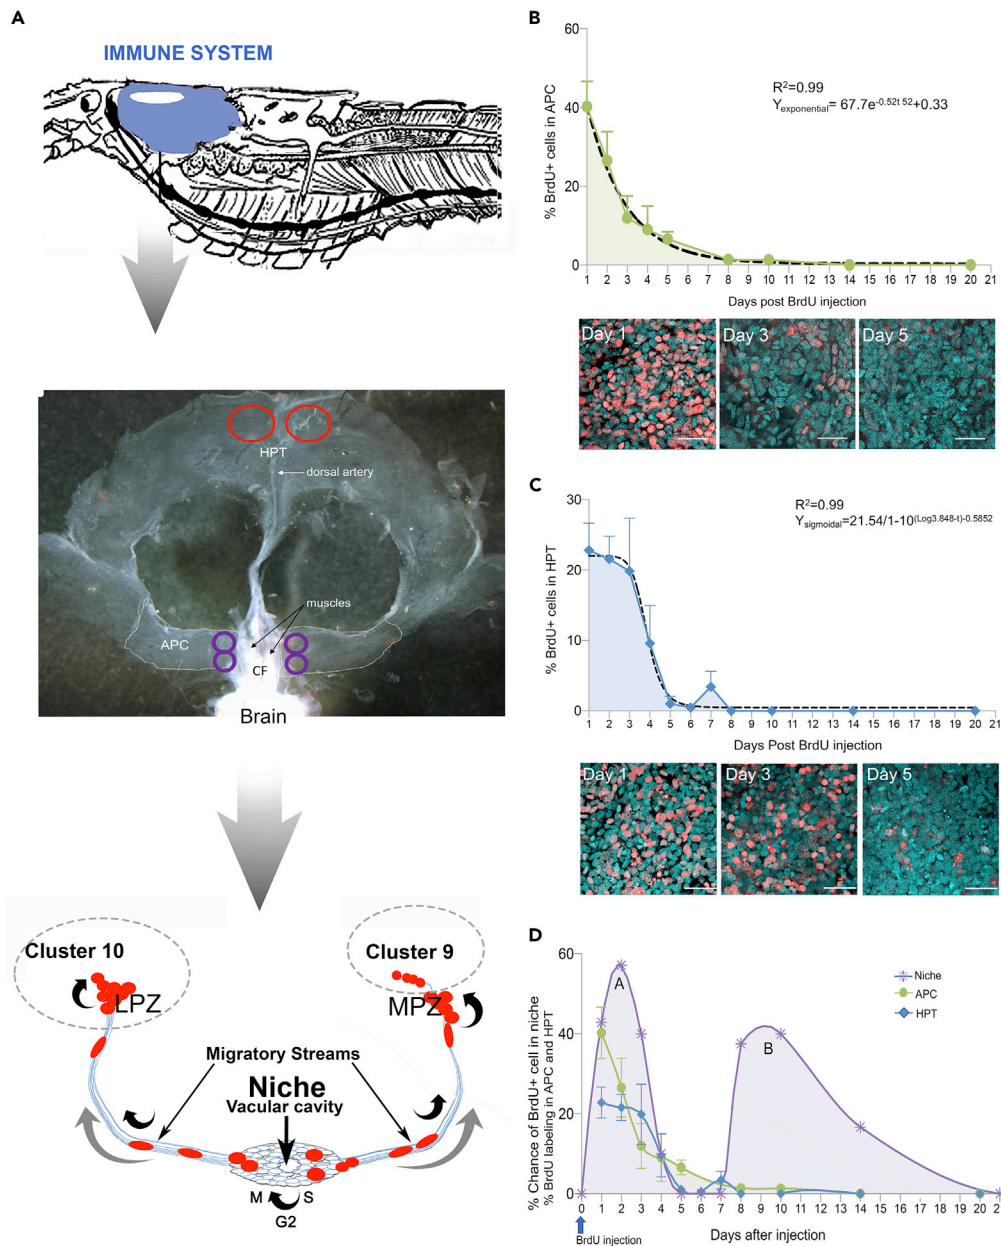 A
IMMUNE SYSTEM
HPT
dorsal artery
muscles
APC
CF
Brain
Cluster 10
Cluster 9
LPZ
MPZ
Migratory Streams
Niche
Vacular cavity
M S
G2
B
% BrdU+ cells in APC
60
40
20
0
R²=0.99
Yexponential= 67.7e-0.52t 52+0.33
1 2 3 4 5 6 7 8 9 10 11 12 13 14 15 16 17 18 19 20 21
Days post BrdU injection
Day 1
Day 3
Day 5
C
% BrdU+ cells in HPT
30
20
10
0
R²=0.99
Ysigmoidal=21.54/1-10(Log3.848-t)-0.5852
1 2 3 4 5 6 7 8 9 10 11 12 13 14 15 16 17 18 19 20 21
Days Post BrdU injection
Day 1
Day 3
Day 5
D
% Chance of BrdU+ cell in niche
% BrdU labeling in APC and HPT
60
40
20
0
A
B
Niche
APC
HPT
0 1 2 3 4 5 6 7 8 9 10 11 12 13 14 15 16 17 18 19 20 21
Days after injection
BrdU injection